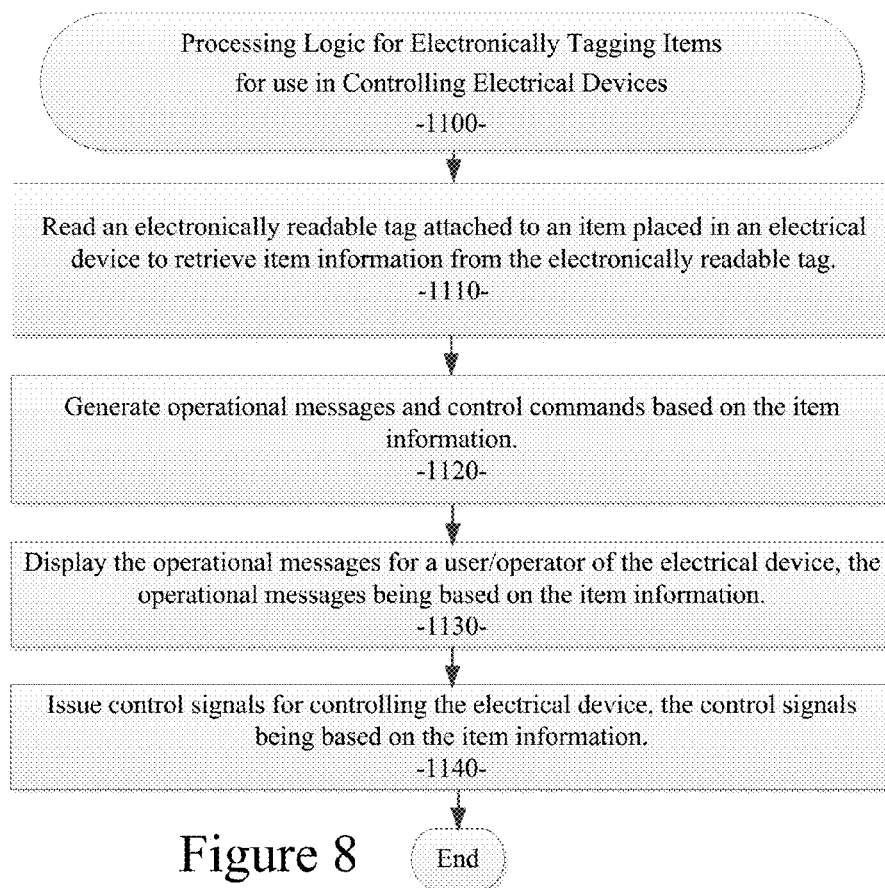 Processing Logic for Electronically Tagging Items
for use in Controlling Electrical Devices
-1100-
Read an electronically readable tag attached to an item placed in an electrical
device to retrieve item information from the electronically readable tag.
-1110-
Generate operational messages and control commands based on the item
information.
-1120-
Display the operational messages for a user/operator of the electrical device, the
operational messages being based on the item information.
-1130-
Issue control signals for controlling the electrical device, the control signals
being based on the item information.
-1140-
Figure 8
End